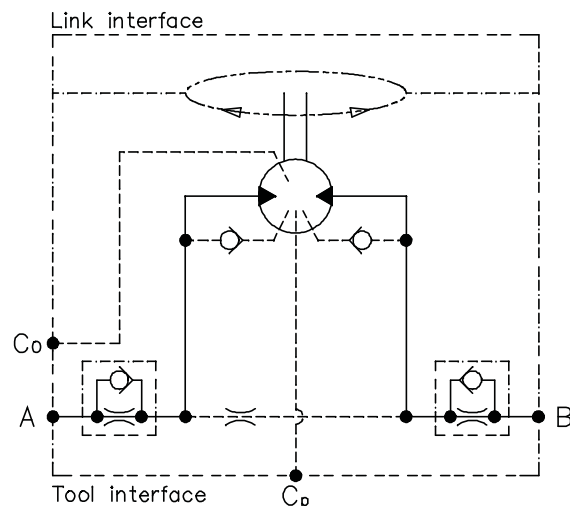 Link interface
Co
A
B
Tool interface
Cp